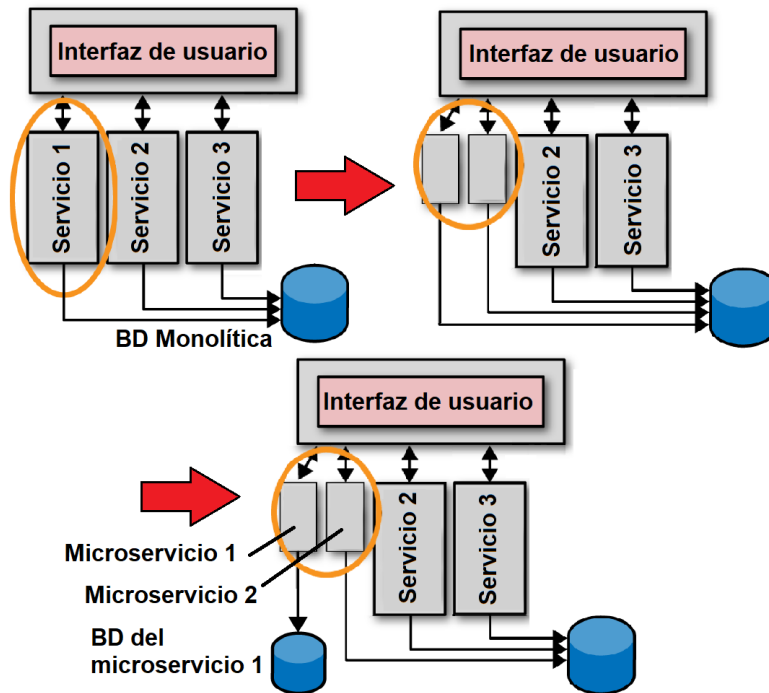 Interfaz de usuario
Servicio 1
Servicio 2
Servicio 3
BD Monolítica
Interfaz de usuario
Servicio 2
Servicio 3
Interfaz de usuario
Servicio 2
Servicio 3
Microservicio 1
Microservicio 2
BD del
microservicio 1